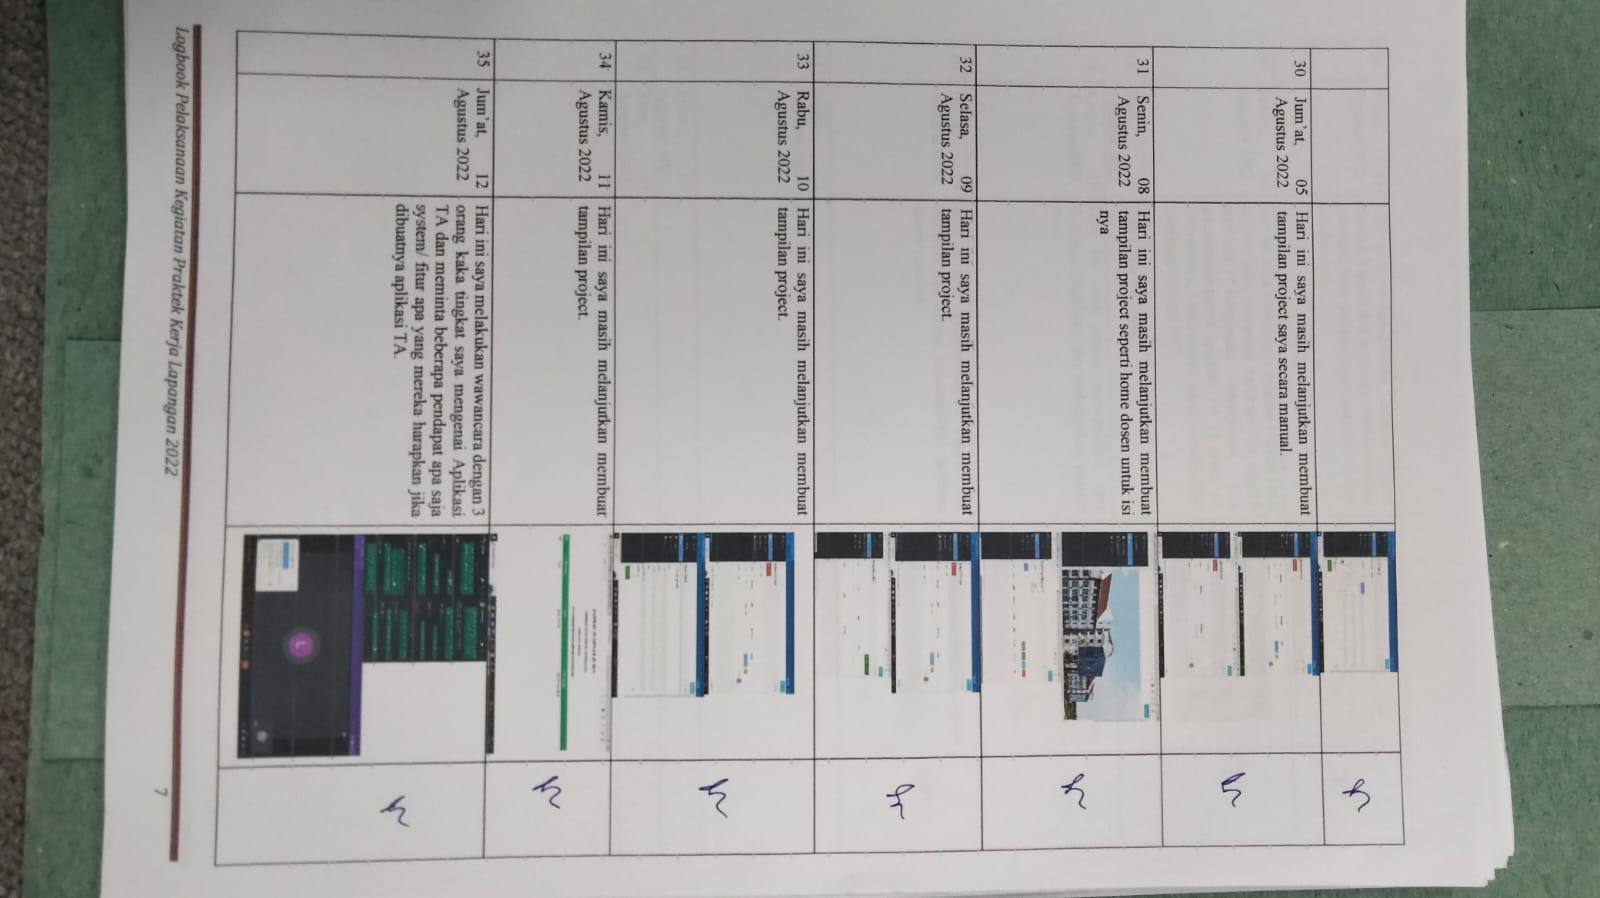 30
Jum'at, 05
Agustus 2022
Hari ini saya masih melanjutkan membuat
tampilan project saya secara manual.
31
Senin, 08
Agustus 2022
Hari ini saya masih melanjutkan membuat
tampilan project seperti home dosen untuk isi
nya
32
Selasa, 09
Agustus 2022
Hari ini saya masih melanjutkan membuat
tampilan project.
33
Rabu, 10
Agustus 2022
Hari ini saya masih melanjutkan membuat
tampilan project.
34
Kamis, 11
Agustus 2022
Hari ini saya masih melanjutkan membuat
tampilan project.
35
Jum'at, 12
Agustus 2022
Hari ini saya melakukan wawancara dengan 3
orang kaka tingkat saya mengenai Aplikasi
TA dan meminta beberapa pendapat apa saja
system/ fitur apa yang mereka harapkan jika
dibuatnya aplikasi TA.
L
Logbook Pelaksanaan Kegiatan Praktek Kerja Lapangan 2022
7